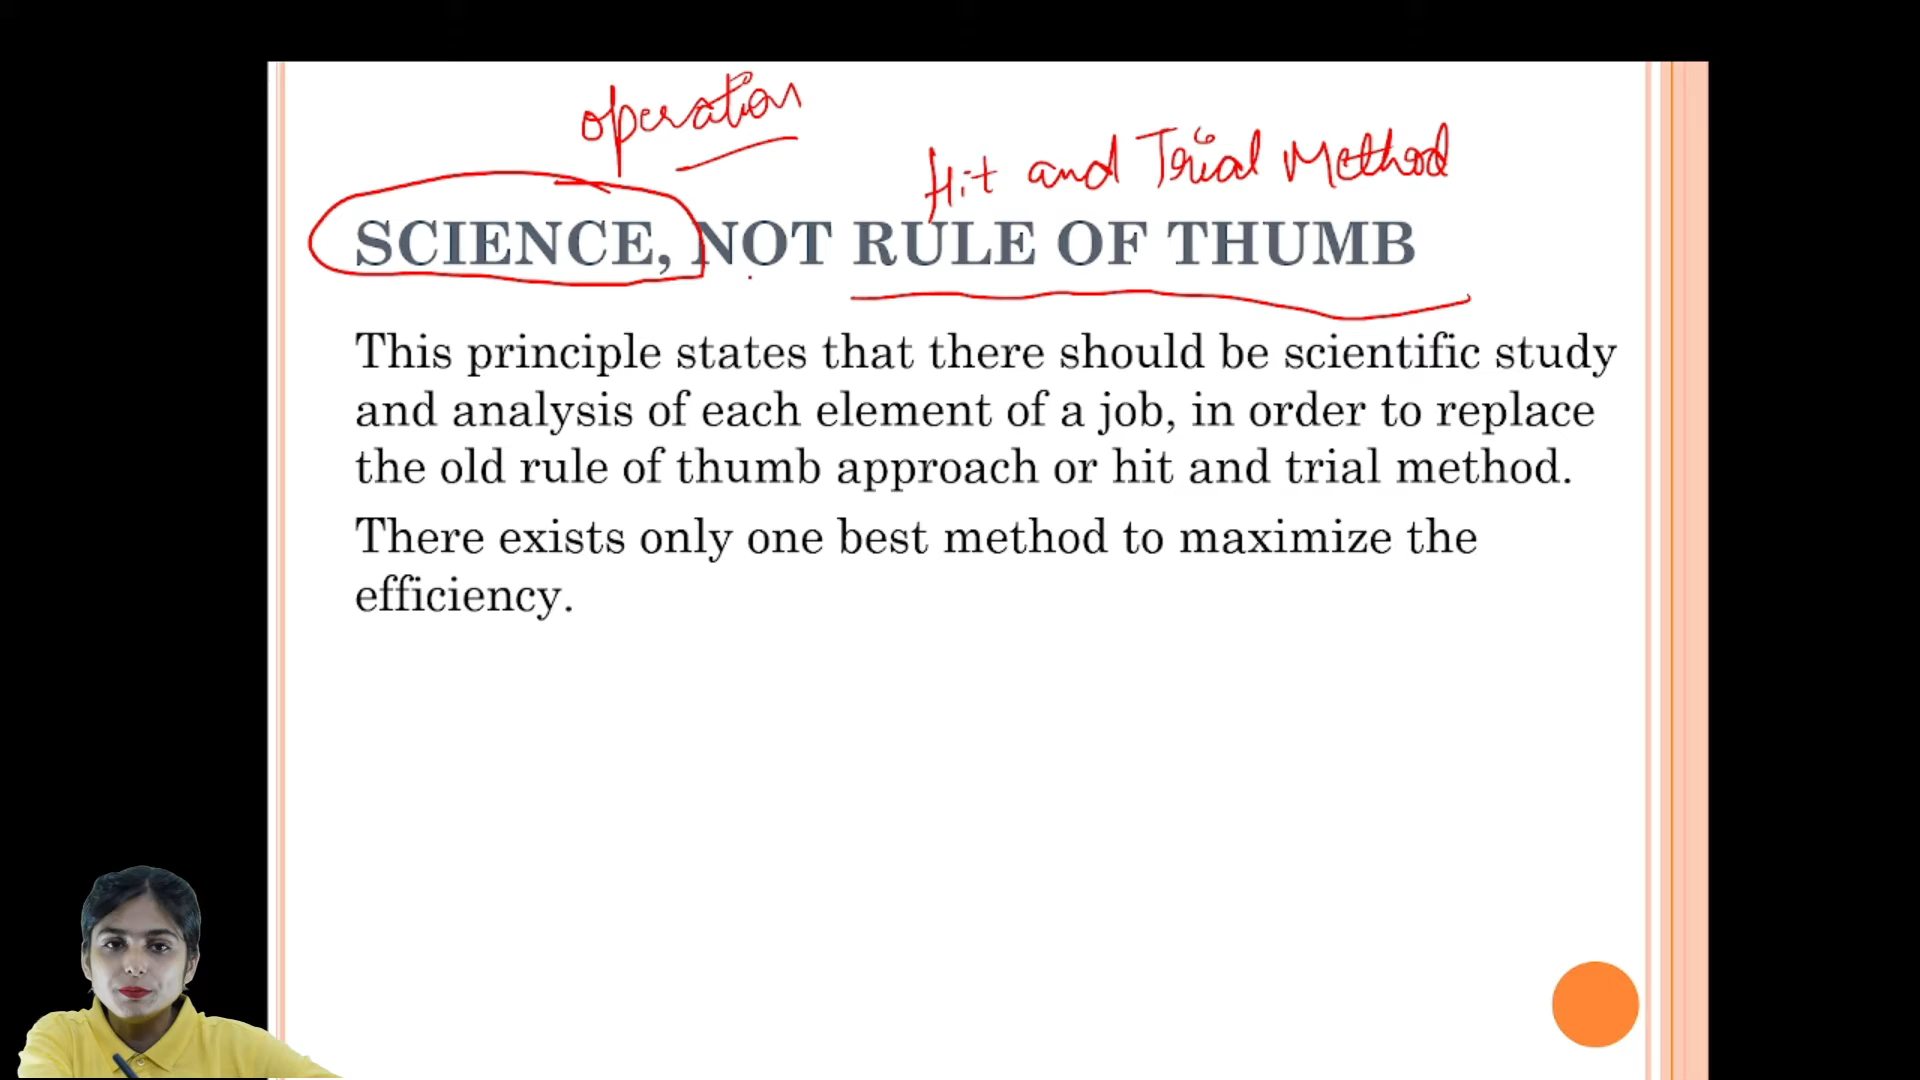 operation
Hit and Trial Method
SCIENCE, NOT RULE OF THUMB
This principle states that there should be scientific study
and analysis of each element of a job, in order to replace
the old rule of thumb approach or hit and trial method.
There exists only one best method to maximize the
efficiency.